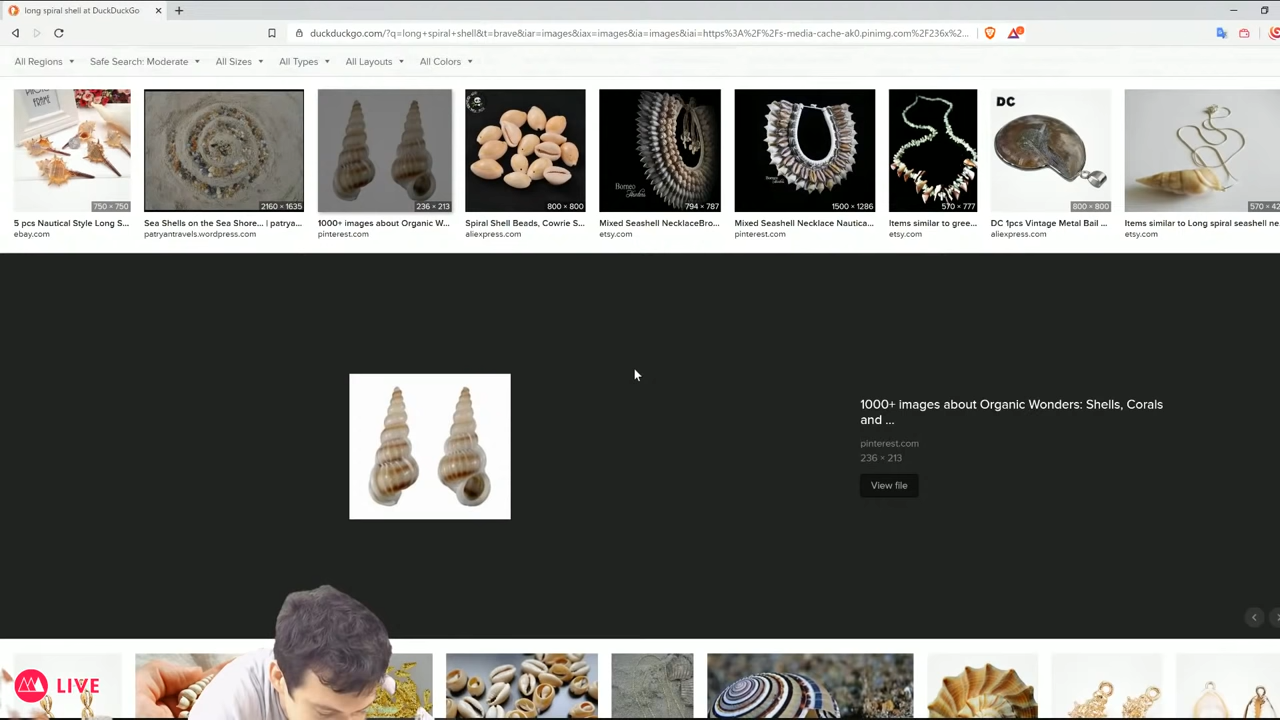 long spiral shell at DuckDuckGo
duckduckgo.com/?q=long+spiral+shell&t=brave&iar=images&iax=images&ia=images&iai=https%3A%2F%2Fs-media-cache-ak0.pinimg.com%2F236x%2...
All Regions Safe Search: Moderate All Sizes All Types All Layouts All Colors
FRAME
DC
Borneo
750 × 750 2160 × 1635 236 × 213 800 × 800 794 × 787 1500 × 1286 570 × 777 800 × 800 570 × 42
5 pcs Nautical Style Long S... Sea Shells on the Sea Shore... | patrya... 1000+ images about Organic W... Spiral Shell Beads, Cowrie S... Mixed Seashell NecklaceBro... Mixed Seashell Necklace Nautica... Items similar to gree... DC 1pcs Vintage Metal Bail ... Items similar to Long spiral seashell ne
ebay.com patryantravels.wordpress.com pinterest.com aliexpress.com etsy.com pinterest.com etsy.com aliexpress.com etsy.com
1000+ images about Organic Wonders: Shells, Corals
and ...
pinterest.com
236 × 213
View file
LIVE